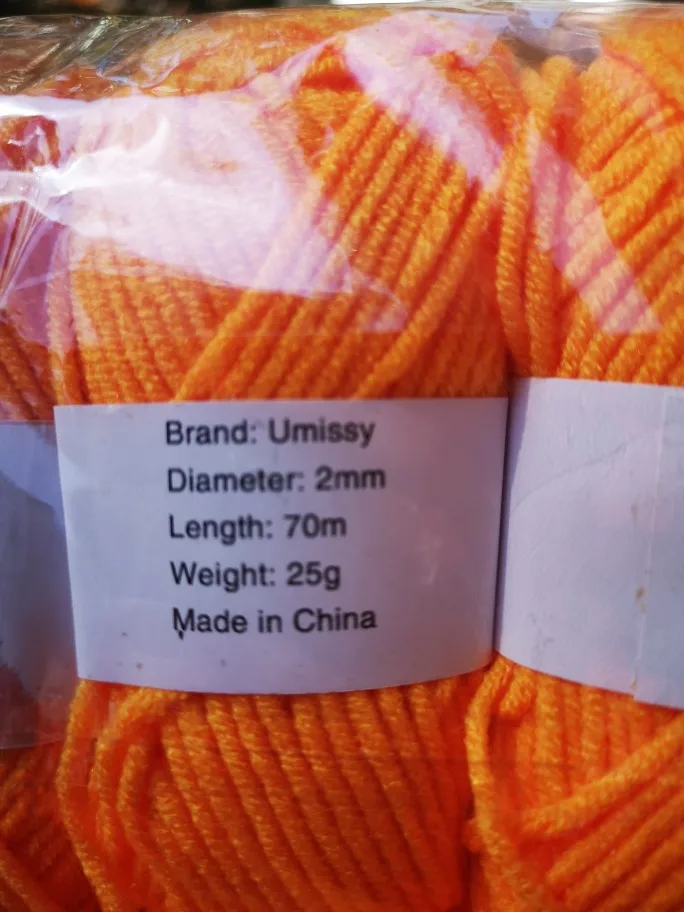 Brand: Umissy
Diameter: 2mm
Length: 70m
Weight: 25g
Made in China